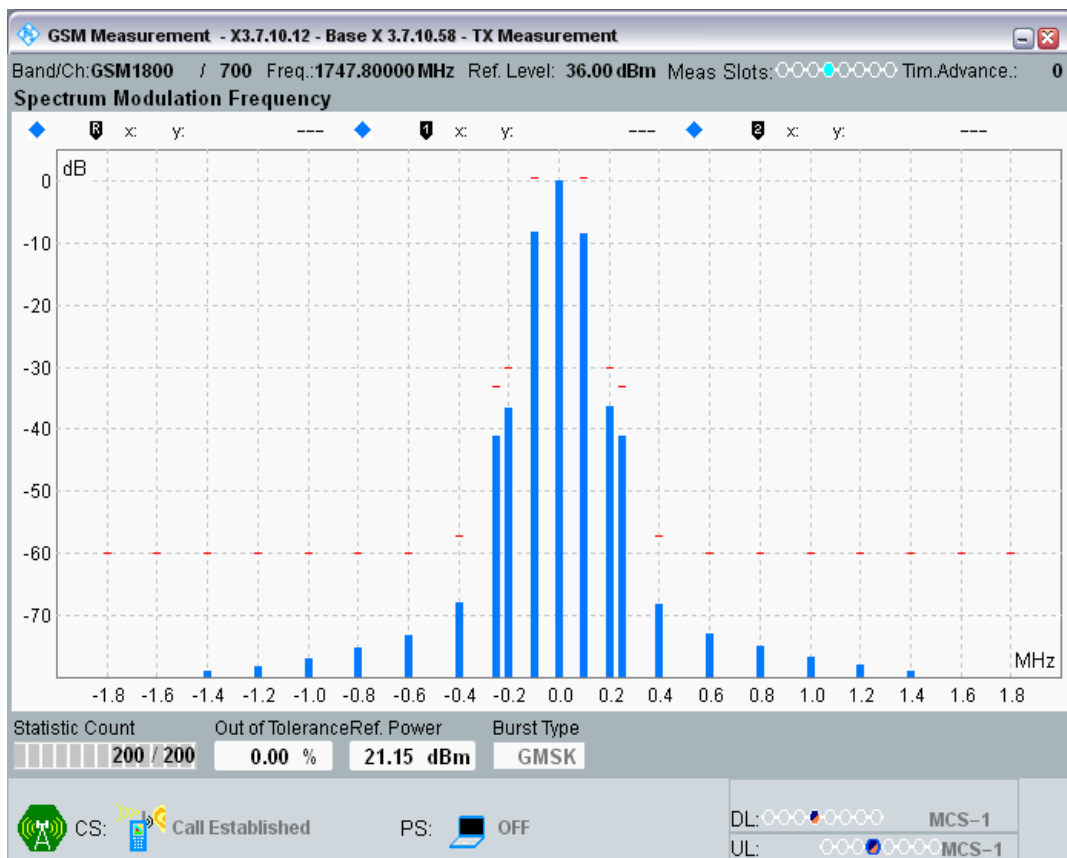 GSM Measurement - X3.7.10.12 - Base X 3.7.10.58 - TX Measurement
Band/Ch:GSM1800 / 700 Freq.:1747.80000 MHz Ref. Level: 36.00 dBm Meas Slots: Tim.Advance.: 0
Spectrum Modulation Frequency
R x: y: --- 1 x: y: --- 2 x: y: ---
dB
0
-10
-20
-30
-40
-50
-60
-70
MHz
-1.8 -1.6 -1.4 -1.2 -1.0 -0.8 -0.6 -0.4 -0.2 0.0 0.2 0.4 0.6 0.8 1.0 1.2 1.4 1.6 1.8
Statistic Count Out of Tolerance Ref. Power Burst Type
200 / 200 0.00 % 21.15 dBm GMSK
CS: Call Established PS: OFF DL: MCS-1
UL: MCS-1